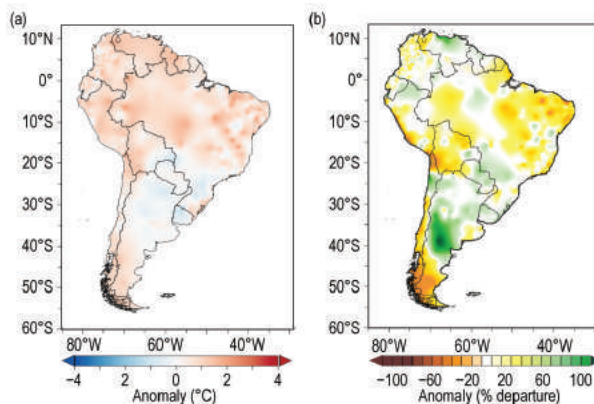 (a)
(b)
10°N
0°
10°S
20°S
30°S
40°S
50°S
60°S
80°W
60°W
40°W
−4
2
0
2
4
Anomaly (°C)
10°N
0°
10°S
20°S
30°S
40°S
50°S
60°S
80°W
60°W
40°W
−100
-60
-20
20
60
100
Anomaly (% departure)